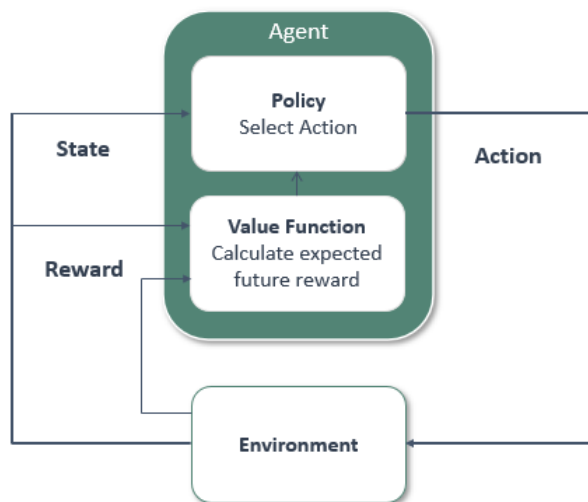 Agent
Policy
Select Action
State
Action
Value Function
Calculate expected
future reward
Reward
Environment